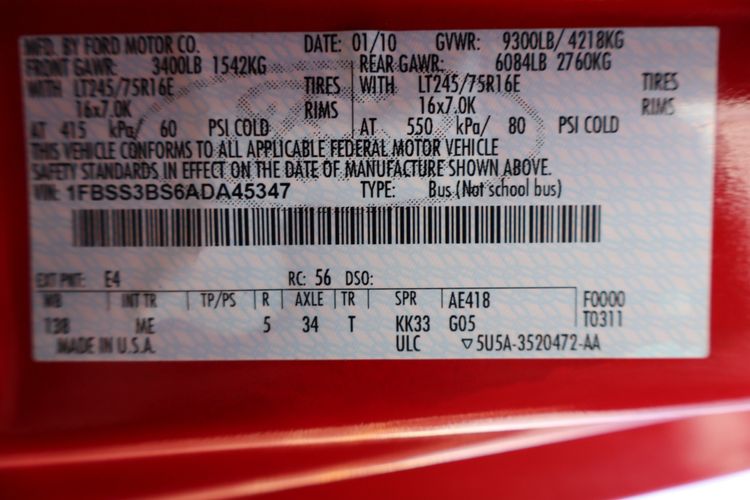 MFD. BY FORD MOTOR CO. DATE: 01/10 GVWR: 9300LB/ 4218KG
FRONT GAWR: 3400LB 1542KG REAR GAWR: 6084LB 2760KG
WITH LT245/75R16E TIRES WITH LT245/75R16E TIRES
16x7.0K RIMS 16x7.0K RIMS
AT 415 kPa/ 60 PSI COLD AT 550 kPa/ 80 PSI COLD
THIS VEHICLE CONFORMS TO ALL APPLICABLE FEDERAL MOTOR VEHICLE
SAFETY STANDARDS IN EFFECT ON THE DATE OF MANUFACTURE SHOWN ABOVE.
VIN: 1FBSS3BS6ADA45347 TYPE: Bus (Not school bus)
EXT PNT: E4 RC: 56 DSO:
WB INT TR TP/PS R AXLE TR SPR AE418 F0000
138 ME 5 34 T KK33 G05 T0311
MADE IN U.S.A. ULC ▽5U5A-3520472-AA